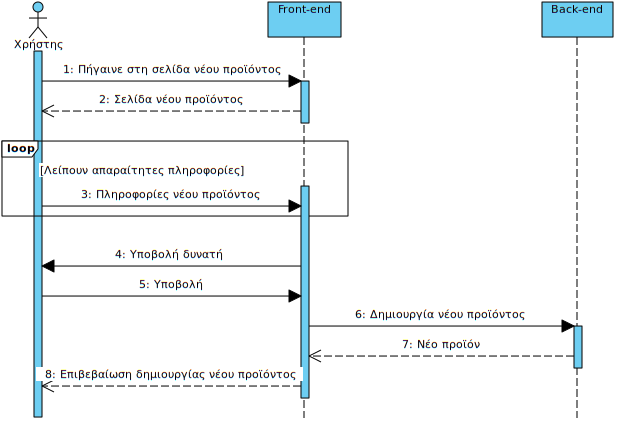 Front-end
Back-end
Χρήστης
1: Πήγαινε στη σελίδα νέου προϊόντος
2: Σελίδα νέου προϊόντος
loop
[Λείπουν απαραίτητες πληροφορίες]
3: Πληροφορίες νέου προϊόντος
4: Υποβολή δυνατή
5: Υποβολή
6: Δημιουργία νέου προϊόντος
7: Νέο προϊόν
8: Επιβεβαίωση δημιουργίας νέου προϊόντος